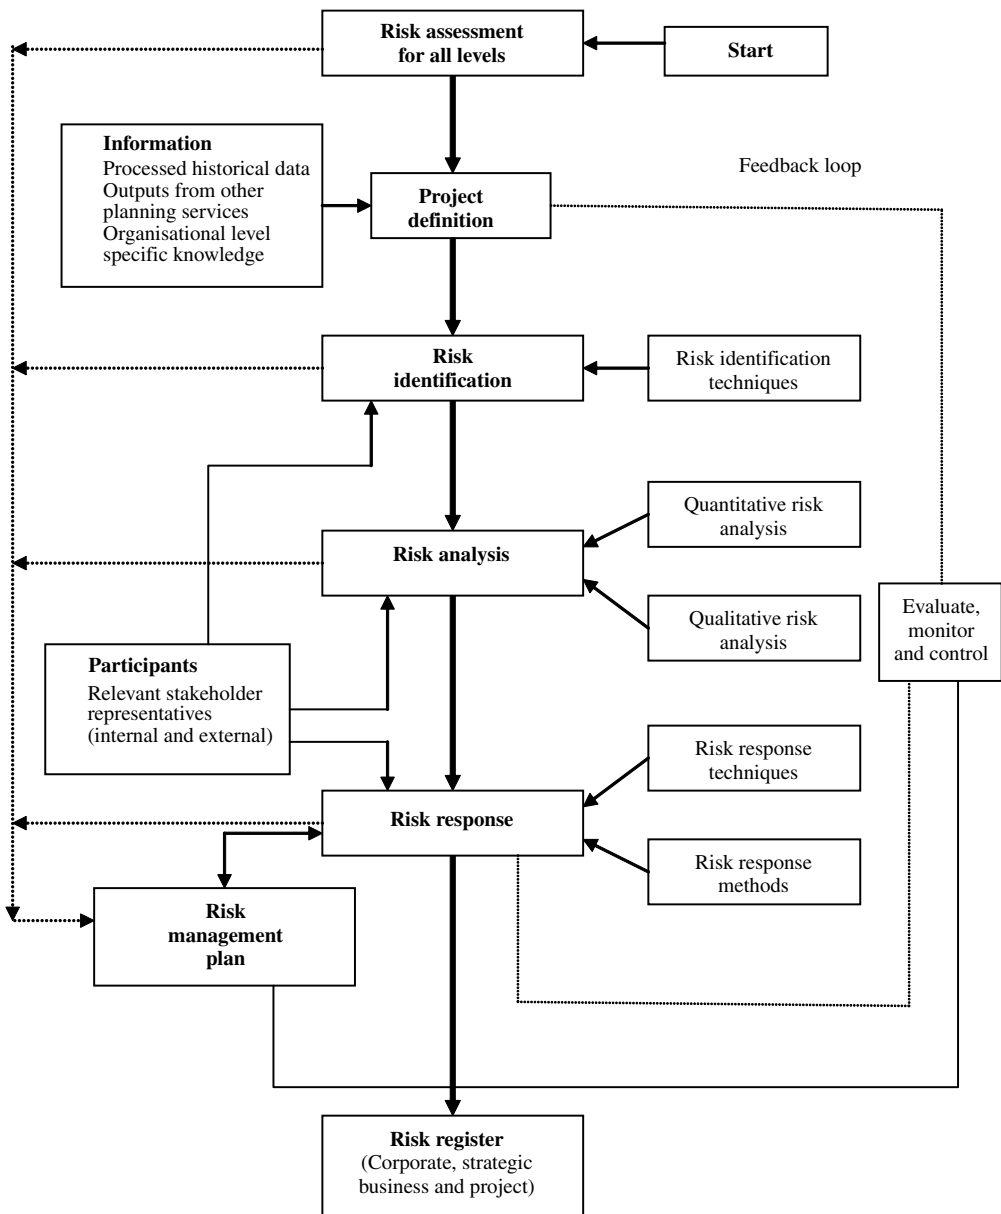 Risk assessment
for all levels
Start
Information
Processed historical data
Outputs from other
planning services
Organisational level
specific knowledge
Feedback loop
Project
definition
Risk
identification
Risk identification
techniques
Quantitative risk
analysis
Risk analysis
Qualitative risk
analysis
Evaluate,
monitor
and control
Participants
Relevant stakeholder
representatives
(internal and external)
Risk response
techniques
Risk response
Risk response
methods
Risk
management
plan
Risk register
(Corporate, strategic
business and project)